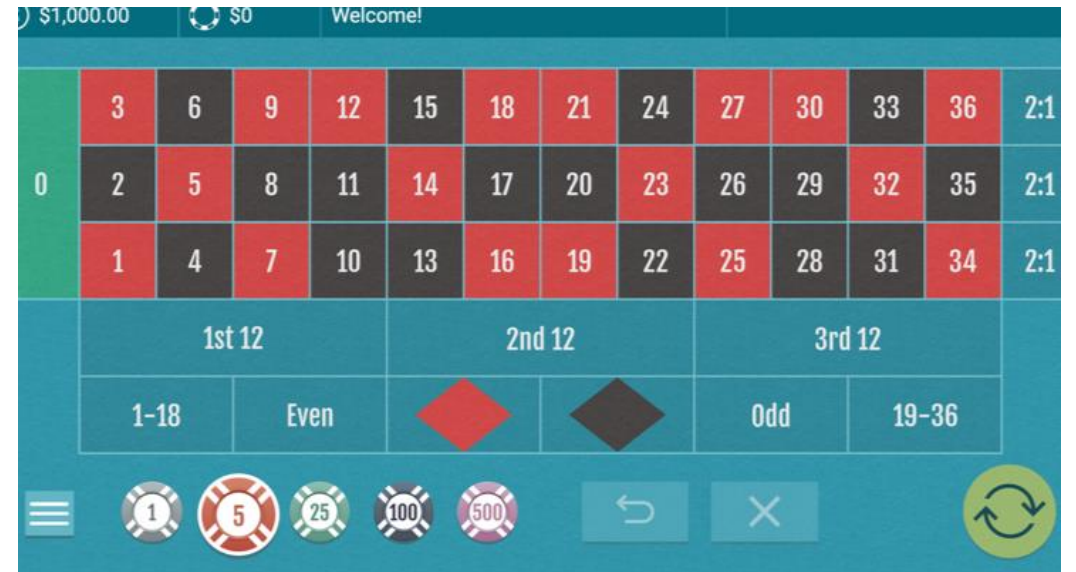 $1,000.00 $0 Welcome!
3 6 9 12 15 18 21 24 27 30 33 36 2:1
0 2 5 8 11 14 17 20 23 26 29 32 35 2:1
1 4 7 10 13 16 19 22 25 28 31 34 2:1
1st 12 2nd 12 3rd 12
1-18 Even Odd 19-36
1 5 25 100 500